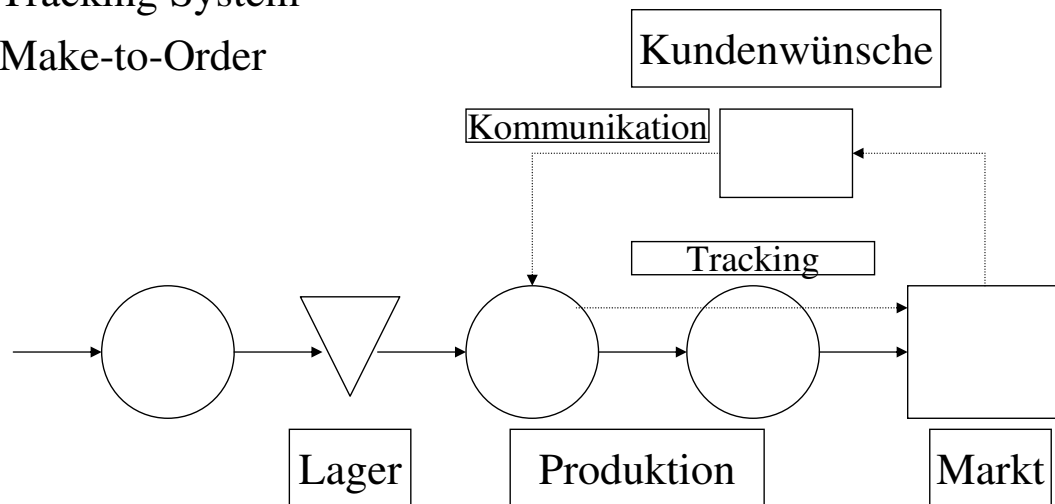 Tracking System
Make-to-Order
Kundenwünsche
Kommunikation
Tracking
Lager
Produktion
Markt